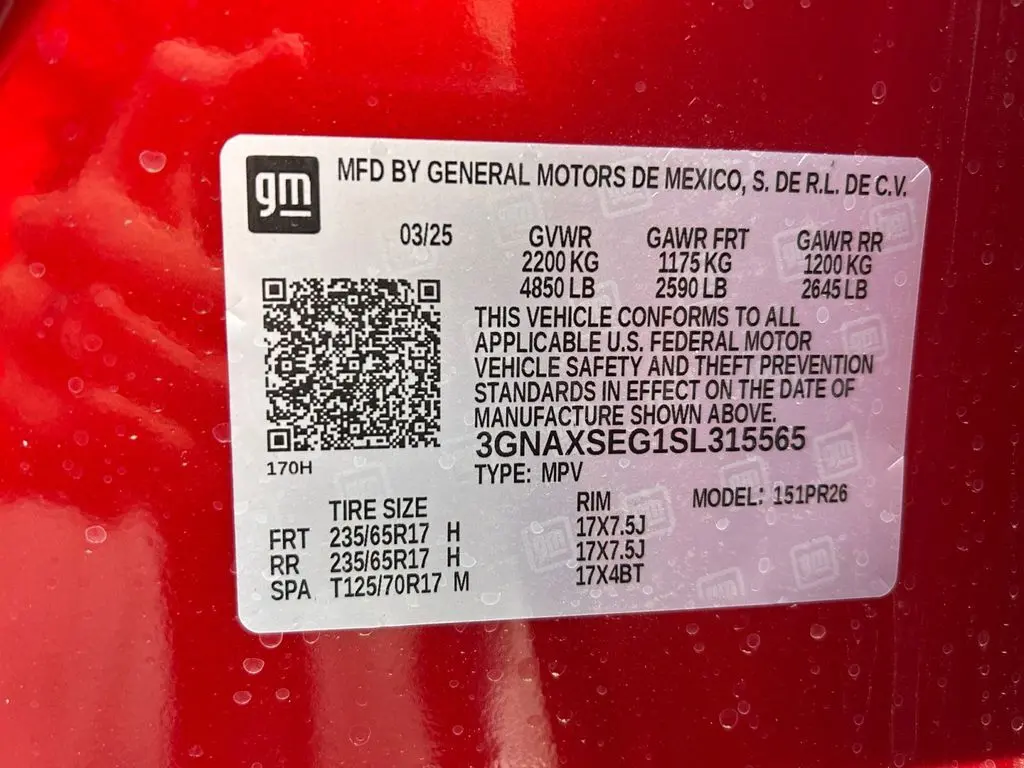 gm
MFD BY GENERAL MOTORS DE MEXICO, S. DE R.L. DE C.V.
03/25 GVWR GAWR FRT GAWR RR
2200 KG 1175 KG 1200 KG
4850 LB 2590 LB 2645 LB
THIS VEHICLE CONFORMS TO ALL
APPLICABLE U.S. FEDERAL MOTOR
VEHICLE SAFETY AND THEFT PREVENTION
STANDARDS IN EFFECT ON THE DATE OF
MANUFACTURE SHOWN ABOVE.
3GNAXSEG1SL315565
170H
TYPE: MPV
TIRE SIZE RIM MODEL: 151PR26
FRT 235/65R17 H 17X7.5J
RR 235/65R17 H 17X7.5J
SPA T125/70R17 M 17X4BT